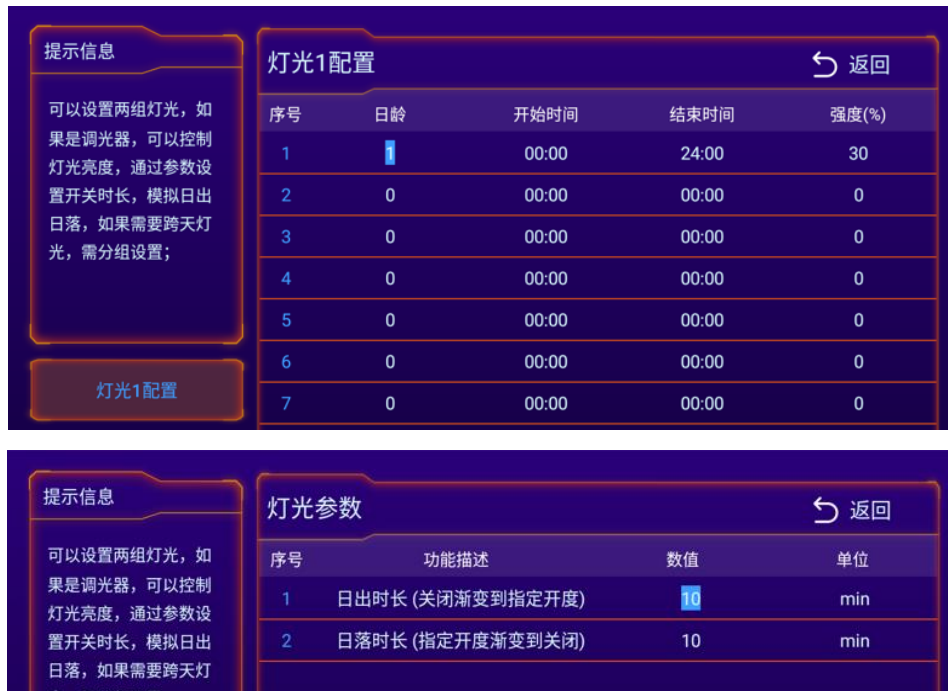 提示信息
可以设置两组灯光，如
果是调光器，可以控制
灯光亮度，通过参数设
置开关时长，模拟日出
日落，如果需要跨天灯
光，需分组设置；
灯光1配置
灯光1配置 返回
序号 日龄 开始时间 结束时间 强度(%)
1 1 00:00 24:00 30
2 0 00:00 00:00 0
3 0 00:00 00:00 0
4 0 00:00 00:00 0
5 0 00:00 00:00 0
6 0 00:00 00:00 0
7 0 00:00 00:00 0
提示信息
可以设置两组灯光，如
果是调光器，可以控制
灯光亮度，通过参数设
置开关时长，模拟日出
日落，如果需要跨天灯
灯光参数 返回
序号 功能描述 数值 单位
1 日出时长 (关闭渐变到指定开度) 10 min
2 日落时长 (指定开度渐变到关闭) 10 min